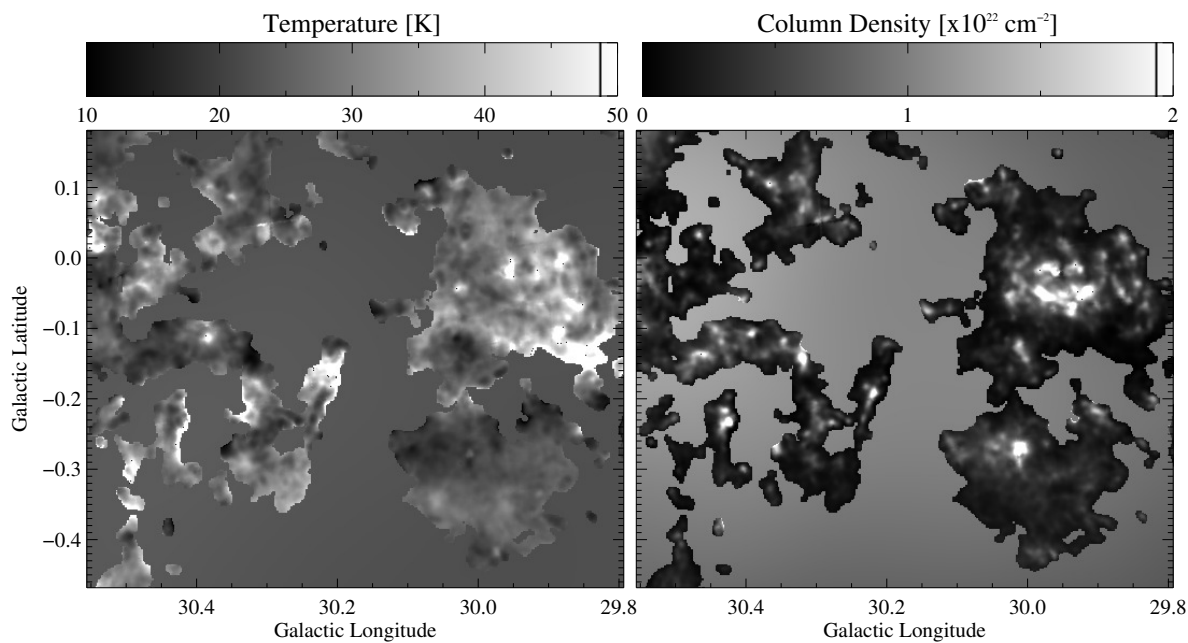 Temperature [K]
Column Density [x10²² cm⁻²]
10 20 30 40 50
0 1 2
0.1
0.0
−0.1
−0.2
−0.3
−0.4
Galactic Latitude
30.4 30.2 30.0 29.8
30.4 30.2 30.0 29.8
Galactic Longitude
Galactic Longitude